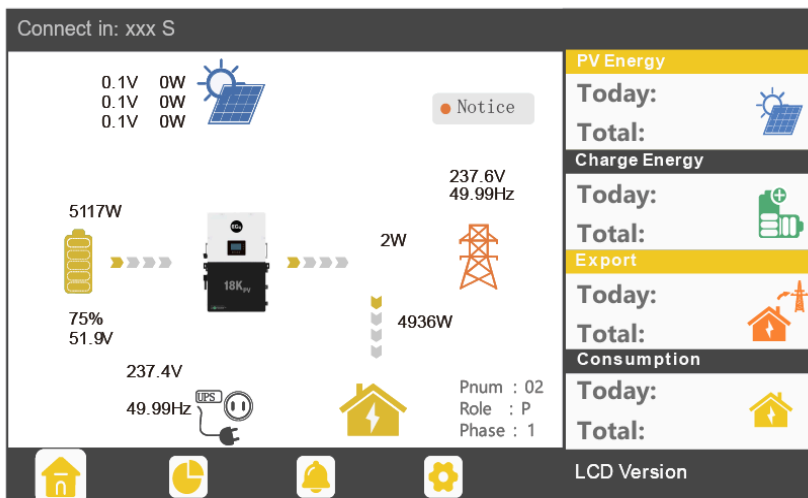 Connect in: xxx S
0.1V 0W
0.1V 0W
0.1V 0W
Notice
237.6V
49.99Hz
5117W
2W
EG4
18KPV
75%
51.9V
4936W
237.4V
49.99Hz
UPS
Pnum : 02
Role : P
Phase : 1
PV Energy
Today:
Total:
Charge Energy
Today:
Total:
Export
Today:
Total:
Consumption
Today:
Total:
LCD Version